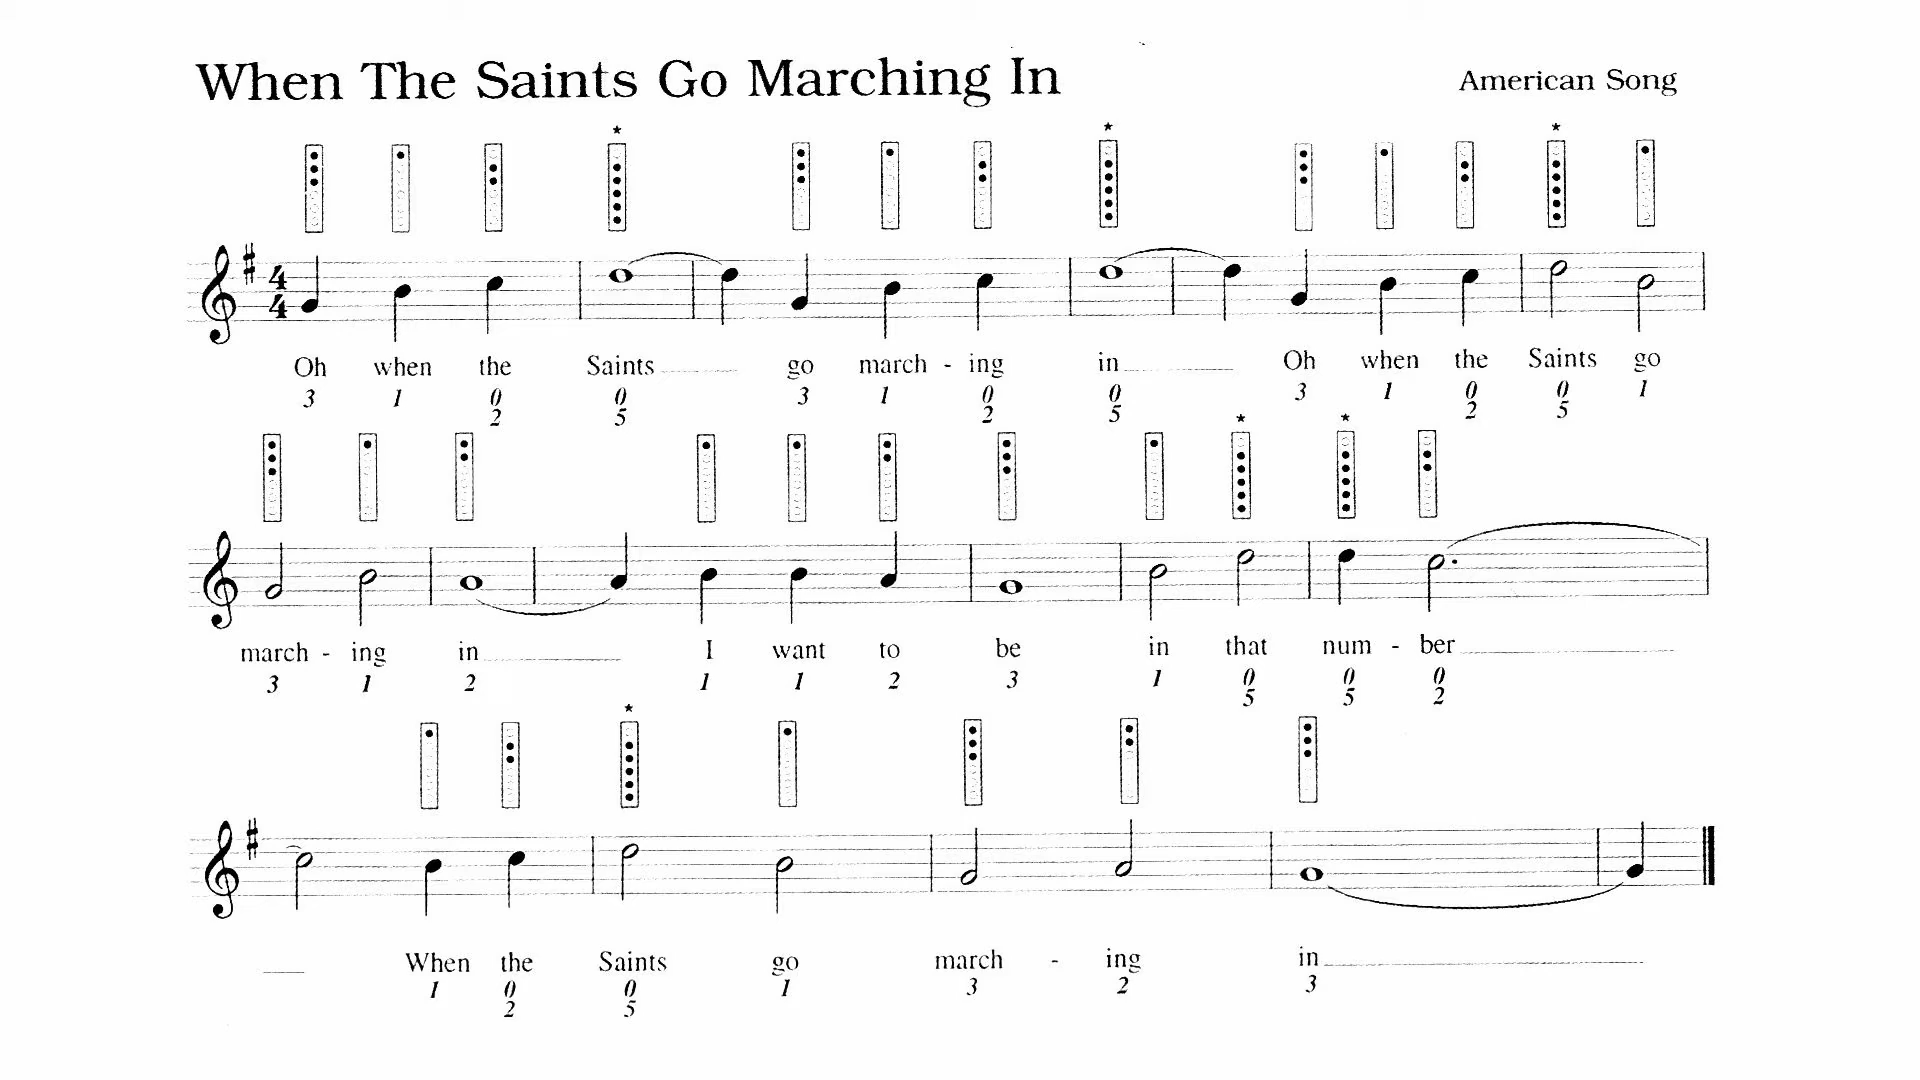 When The Saints Go Marching In
American Song
* * *
4
4
Oh when the Saints go march - ing in Oh when the Saints go
3 1 0 0 3 1 0 0 3 1 0 0 1
2 5 2 5 2 5
* *
march - ing in I want to be in that num - ber
3 1 2 1 1 2 3 1 0 0 0
5 5 2
*
When the Saints go march - ing in
1 0 0 1 3 2 3
2 5